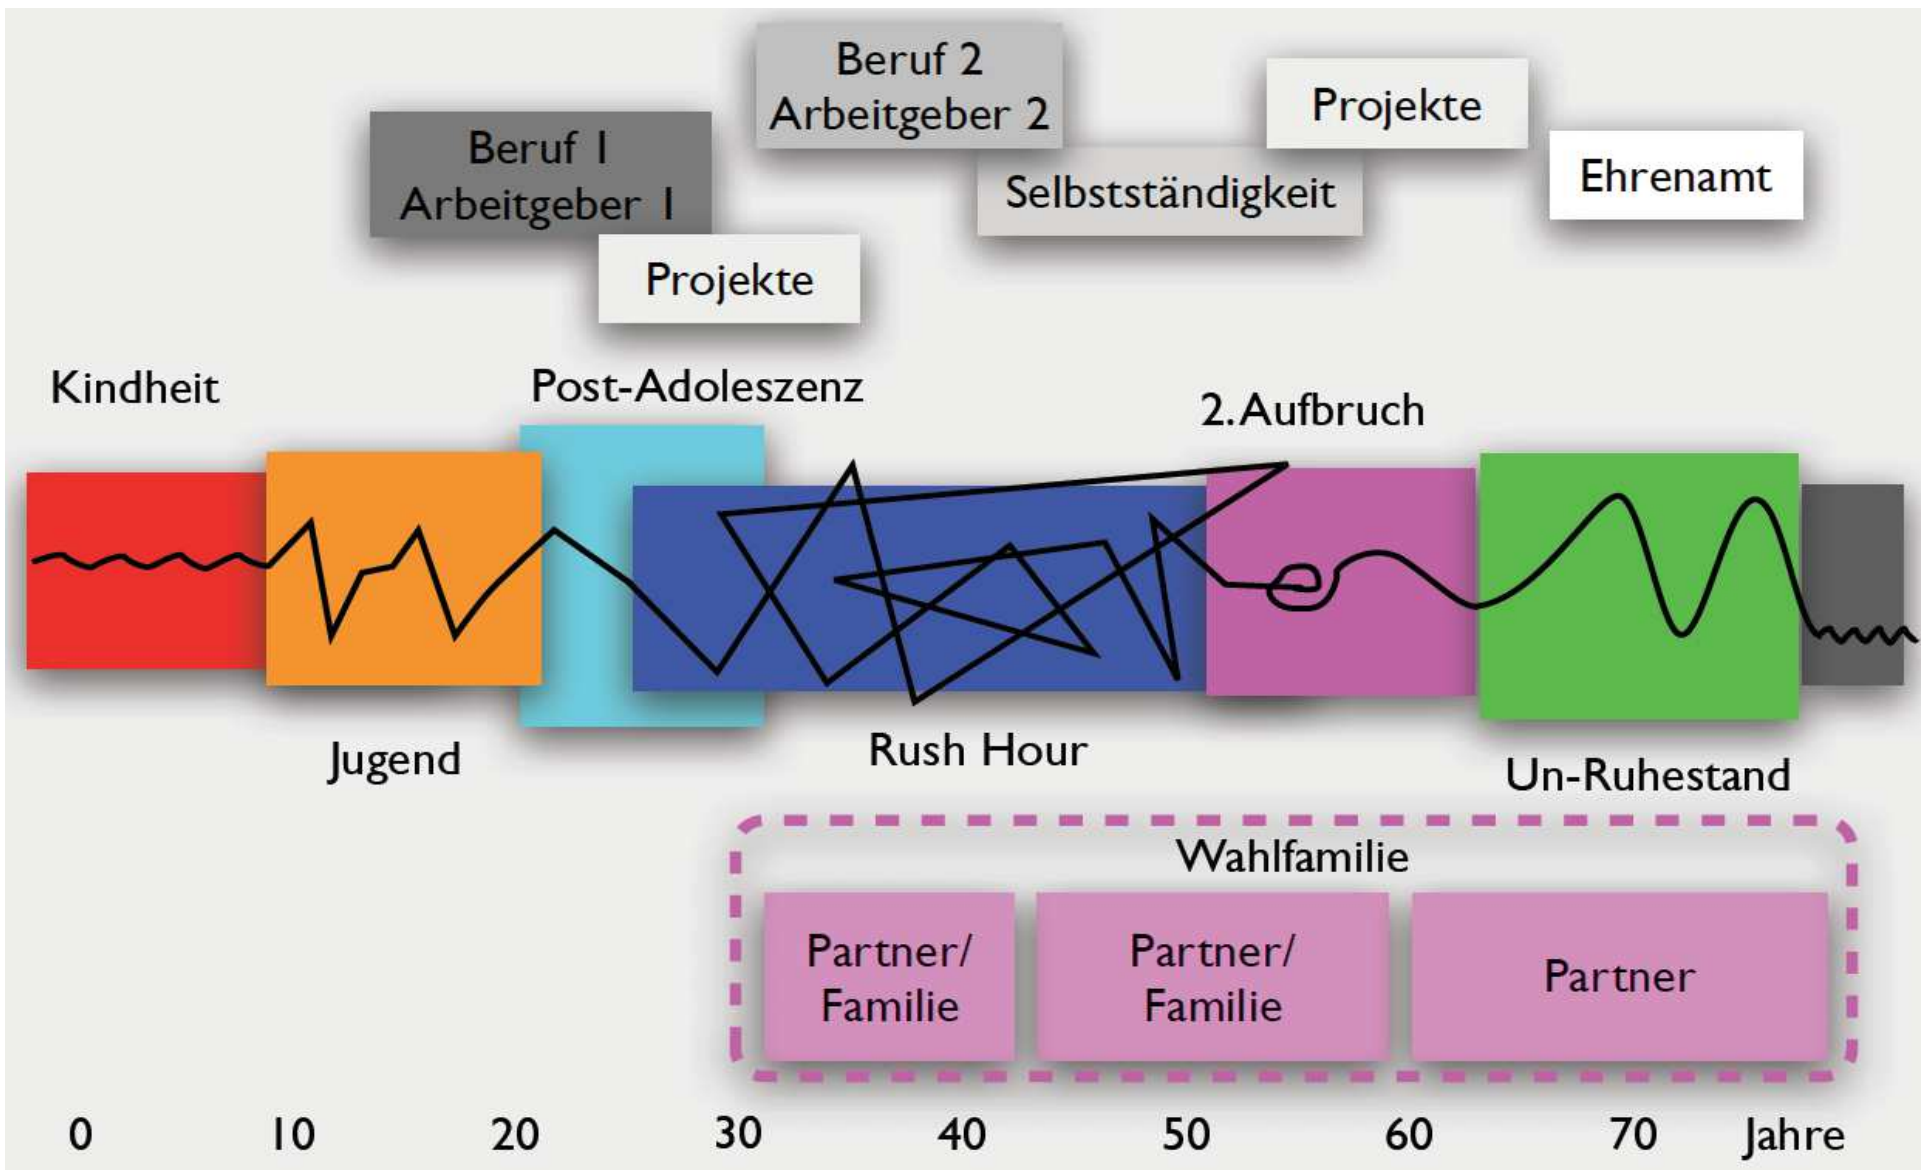 Beruf 2
Arbeitgeber 2
Projekte
Beruf 1
Arbeitgeber 1
Ehrenamt
Selbstständigkeit
Projekte
Kindheit
Post-Adoleszenz
2. Aufbruch
Jugend
Rush Hour
Un-Ruhestand
Wahlfamilie
Partner/
Familie
Partner/
Familie
Partner
0 10 20 30 40 50 60 70 Jahre